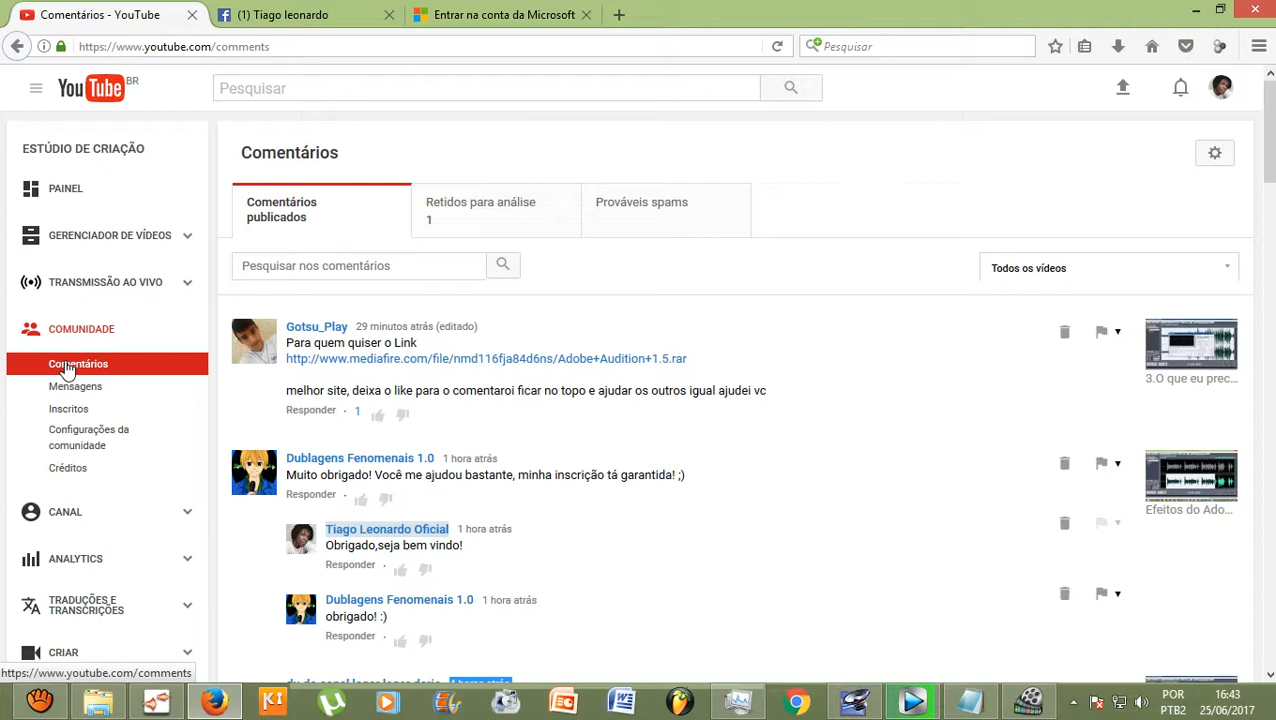 Comentários - YouTube
(1) Tiago leonardo
Entrar na conta da Microsoft
https://www.youtube.com/comments
Pesquisar
YouTube BR
Pesquisar
ESTÚDIO DE CRIAÇÃO
PAINEL
GERENCIADOR DE VÍDEOS
TRANSMISSÃO AO VIVO
COMUNIDADE
Comentários
Mensagens
Inscritos
Configurações da
comunidade
Créditos
CANAL
ANALYTICS
TRADUÇÕES E
TRANSCRIÇÕES
CRIAR
https://www.youtube.com/comments
Comentários
Comentários
publicados
Retidos para análise
1
Prováveis spams
Pesquisar nos comentários
Todos os vídeos
Gotsu_Play 29 minutos atrás (editado)
Para quem quiser o Link
http://www.mediafire.com/file/nmd116fja84d6ns/Adobe+Audition+1.5.rar
melhor site, deixa o like para o comentaroi ficar no topo e ajudar os outros igual ajudei vc
Responder · 1
3.O que eu prec...
Dublagens Fenomenais 1.0 1 hora atrás
Muito obrigado! Você me ajudou bastante, minha inscrição tá garantida! ;)
Responder ·
Efeitos do Ado...
Tiago Leonardo Oficial 1 hora atrás
Obrigado,seja bem vindo!
Responder ·
Dublagens Fenomenais 1.0 1 hora atrás
obrigado! :)
Responder ·
POR
PTB2
16:43
25/06/2017